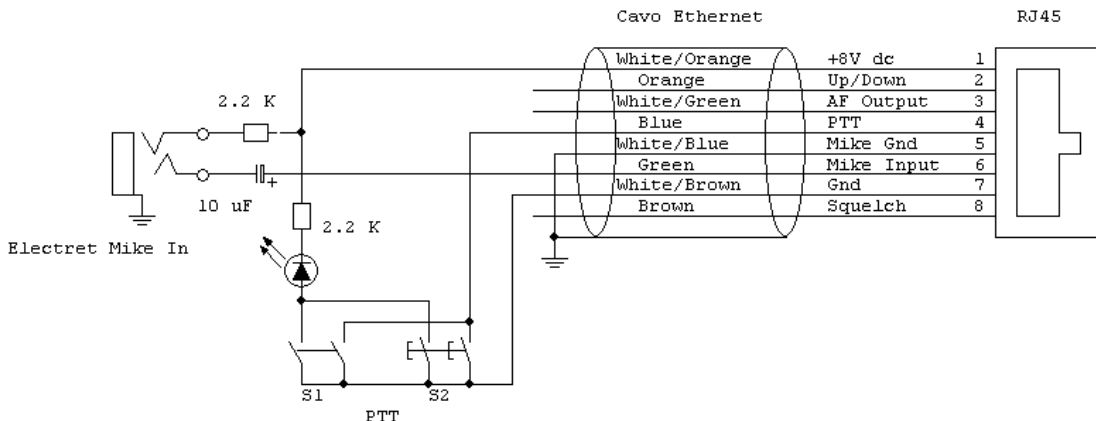 Cavo Ethernet RJ45
White/Orange +8V dc 1
Orange Up/Down 2
White/Green AF Output 3
Blue PTT 4
White/Blue Mike Gnd 5
Green Mike Input 6
White/Brown Gnd 7
Brown Squelch 8
2.2 K
+
10 uF
2.2 K
Electret Mike In
S1 S2
PTT